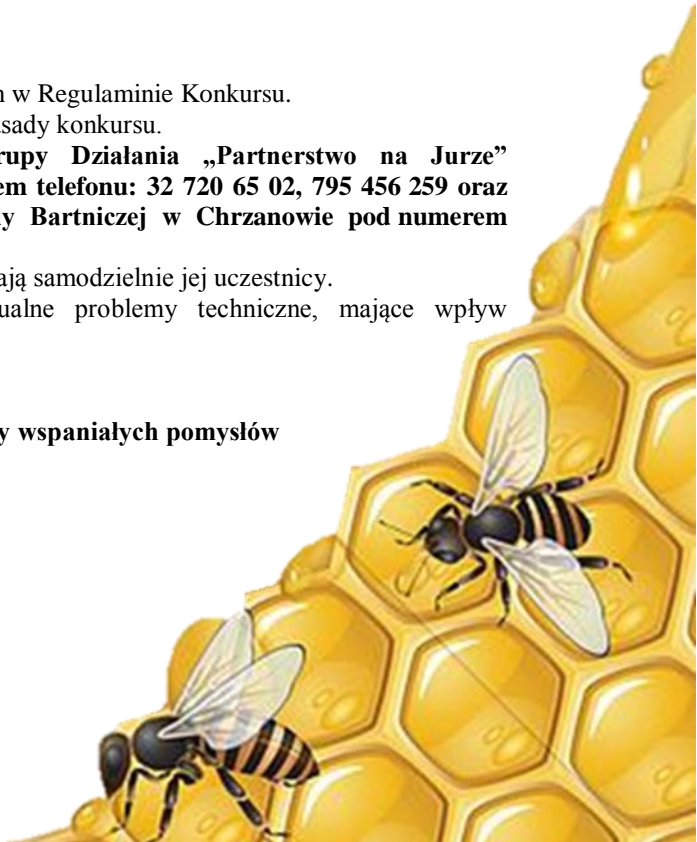 w Regulaminie Konkursu.
sady konkursu.
rupy Działania „Partnerstwo na Jurze”
em telefonu: 32 720 65 02, 795 456 259 oraz
y Bartniczej w Chrzanowie pod numerem
ają samodzielnie jej uczestnicy.
ualne problemy techniczne, mające wpływ
y wspaniałych pomysłów